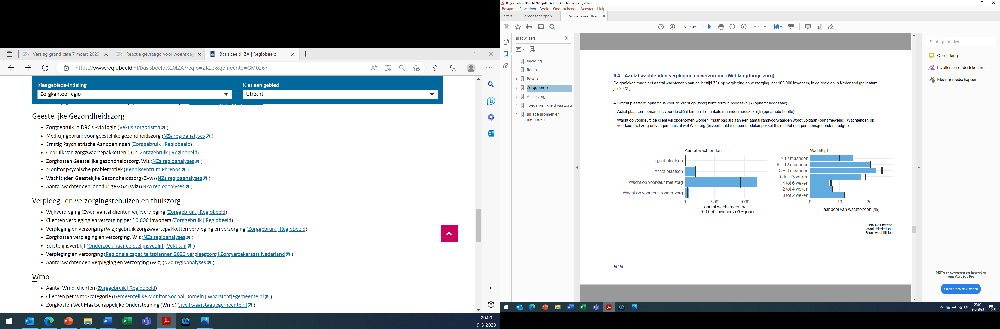 Verslag grand cafe 7 maart 2023
Reactie gevraagd voor woensdag
Basisbeeld IZA | Regiobeeld
https://www.regiobeeld.nl/basisbeeld%20IZA?regio=ZK23&gemeente=GM0267
Kies gebieds-indeling
Kies een gebied
Zorgkantoorregio
Utrecht
Geestelijke Gezondheidszorg
• Zorggebruik in DBC's -via login (Vektis zorgprisma )
• Medicijngebruik voor geestelijke gezondheidszorg (NZa regioanalyses )
• Ernstig Psychiatrische Aandoeningen (Zorggebruik | Regiobeeld)
• Gebruik van zorgzwaartepakketten GGZ (Zorggebruik | Regiobeeld)
• Zorgkosten Geestelijke gezondheidszorg, Wlz (NZa regioanalyses )
• Monitor psychische problematiek (Kenniscentrum Phrenos )
• Wachttijden Geestelijke Gezondheidszorg (Zvw) (NZa regioaanalyses )
• Aantal wachtenden langdurige GGZ (Wlz) (NZa regioanalyses )
Verpleeg- en verzorgingstehuizen en thuiszorg
• Wijkverpleging (Zvw): aantal clienten wijkverpleging (Zorggebruik | Regiobeeld)
• Clienten verpleging en verzorging per 10.000 inwoners (Zorggebruik | Regiobeeld)
• Verpleging en verzorging (Wlz): gebruik zorgzwaartepakketten verpleging en verzorging (Zorggebruik | Regiobeeld)
• Zorgkosten verpleging en verzorging, Wlz (NZa regioanalyses )
• Eerstelijnsverblijf (Onderzoek naar eerstelijnsveblijf | Vektis.nl )
• Verpleging en verzorging (Regionale capaciteitsplannen 2022 verpleegzorg | Zorgverzekeraars Nederland )
• Aantal wachtenden Verpleging en Verzorging (Wlz) (NZa regioanalyses )
Wmo
• Aantal Wmo-clienten (Zorggebruik | Regiobeeld)
• Clienten per Wmo-categorie (Gemeentelijke Monitor Sociaal Domein | Waarstaatjegemeente.nl )
• Zorgkosten Wet Maatschappelijke Ondersteuning (Wmo) (Jive | waarstaatjegemeente.nl )
20:00
9-3-2023
Regioanalyse Utrecht NZa.pdf - Adobe Acrobat Reader (32-bit)
Bestand Bewerken Beeld Ondertekenen Venster Help
Start Gereedschappen Regioanalyse Utrec...
30 / 39
99%
Bladwijzers
Inleiding
Regio
Bevolking
Zorggebruik
Acute zorg
Toegankelijkheid van zorg
Bijlage Bronnen en
methoden
6.4 Aantal wachtenden verpleging en verzorging (Wet langdurige zorg)
De grafieken tonen het aantal wachtenden van de leeftijd 75+ op verpleging en verzorging, per 100.000 inwoners, in de regio en in Nederland (peildatum:
juli 2022 ).
– Urgent plaatsen: opname is voor de cliënt op (zeer) korte termijn noodzakelijk (opnamenoodzaak).
– Actief plaatsen: opname is voor de cliënt binnen 1 of enkele maanden noodzakelijk (opnamebehoefte).
– Wacht op voorkeur: de cliënt wil opgenomen worden, maar pas als aan een aantal randvoorwaarden wordt voldaan (opnamewens). Wachtenden op
voorkeur mét zorg ontvangen thuis al wel Wlz-zorg (bijvoorbeeld met een modulair pakket thuis en/of een persoonsgebonden budget).
Aantal wachtenden
Urgent plaatsen
Actief plaatsen
Wacht op voorkeur met zorg
Wacht op voorkeur zonder zorg
0 500 1000
aantal wachtenden per
100.000 inwoners (75+ jaar)
Wachttijd
> 12 maanden
6 – 12 maanden
3 – 6 maanden
6 tot 13 weken
4 tot 6 weken
2 tot 4 weken
0 tot 2 weken
0 10 20
aandeel van wachtenden (%)
blauw: Utrecht
zwart: Nederland
Bron: wachttijden
30 / 39
Zoekhulpmiddelen
Opmerking
Invullen en ondertekenen
Meer gereedschappen
PDF's converteren en bewerken
met Acrobat Pro
Gratis proefversie starten
20:00
9-3-2023
21